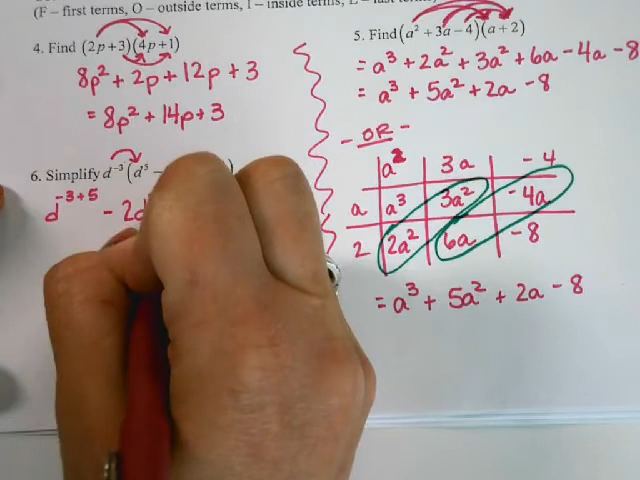 (F – first terms, O – outside terms, I – inside terms, L – last terms)
4. Find (2p+3)(4p+1)
8p² + 2p + 12p + 3
= 8p² + 14p + 3
5. Find (a² + 3a − 4)(a + 2)
= a³ + 2a² + 3a² + 6a − 4a − 8
= a³ + 5a² + 2a − 8
- OR -
a² 3a -4
a a³ 3a² -4a
2 2a² 6a -8
= a³ + 5a² + 2a − 8
6. Simplify d⁻³(d⁵ −
d⁻³⁺⁵ − 2d